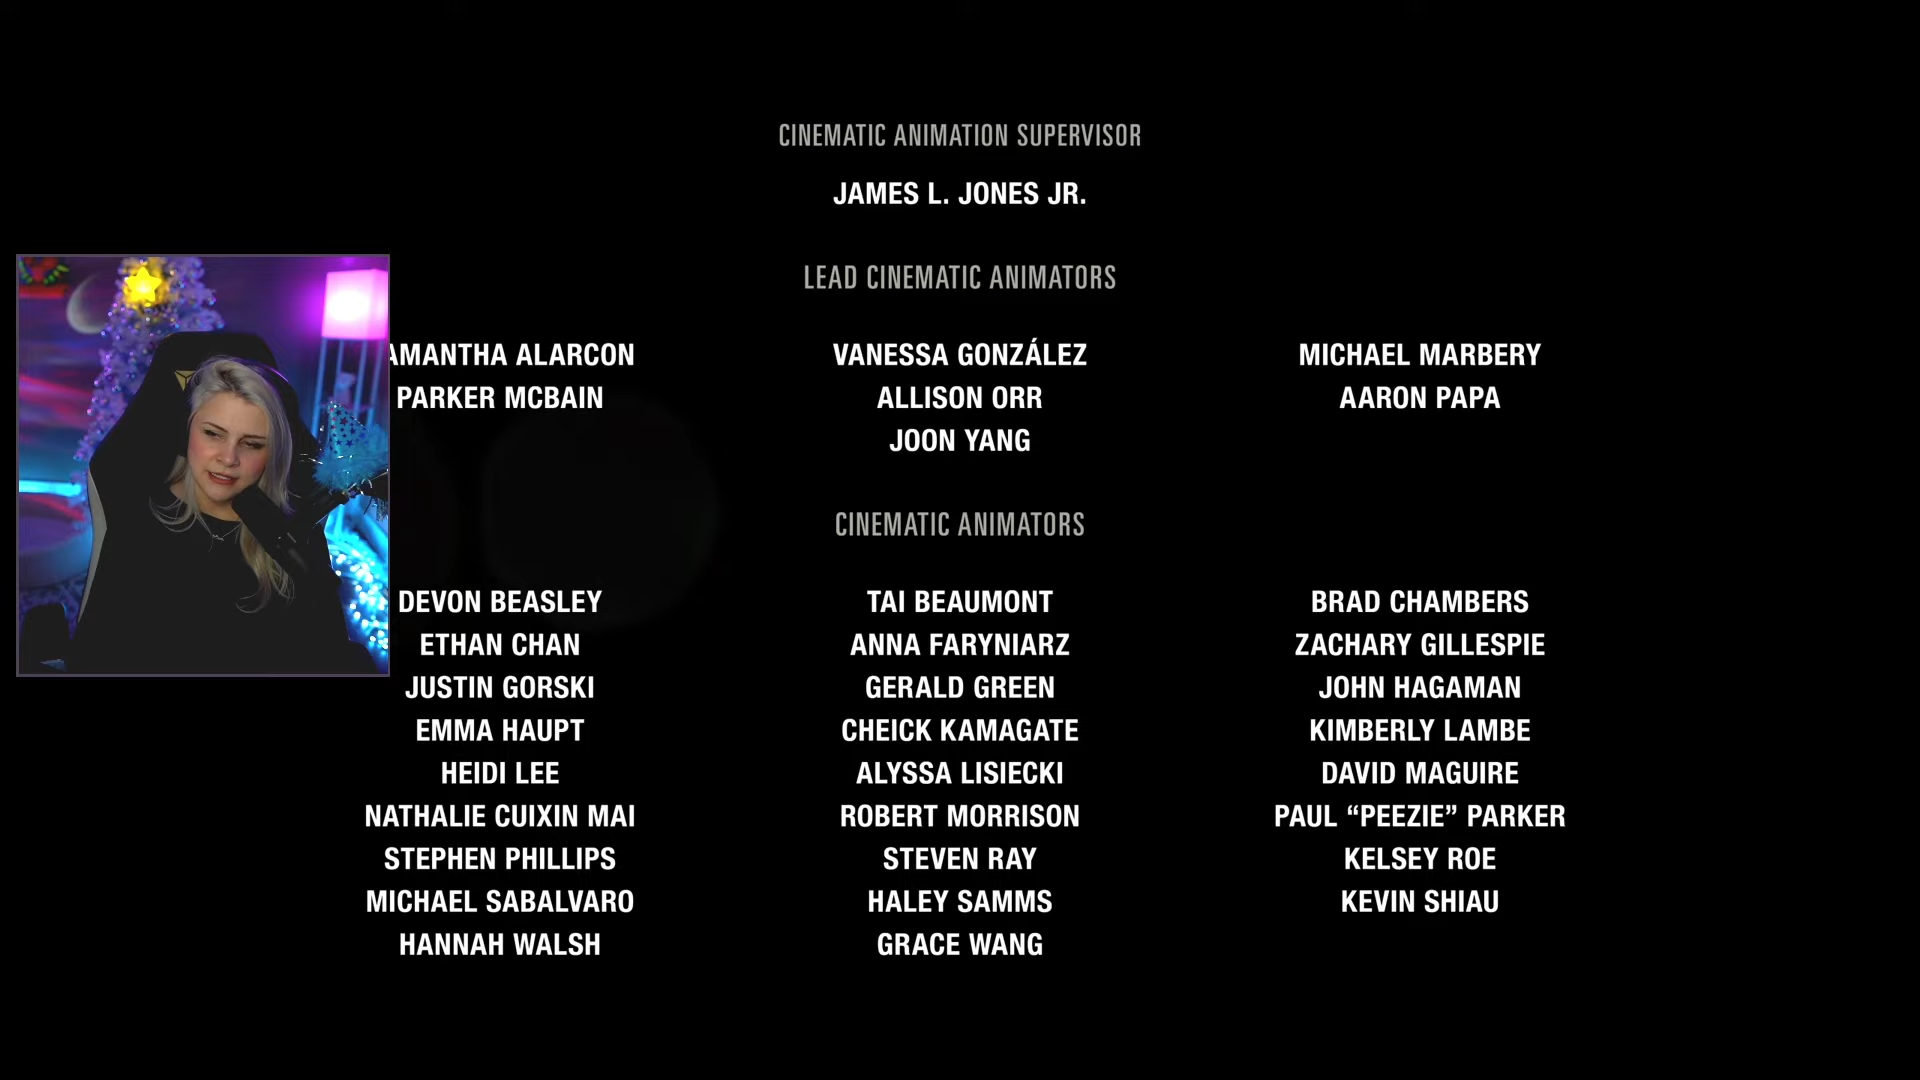 CINEMATIC ANIMATION SUPERVISOR
JAMES L. JONES JR.
LEAD CINEMATIC ANIMATORS
AMANTHA ALARCON VANESSA GONZÁLEZ MICHAEL MARBERY
PARKER MCBAIN ALLISON ORR AARON PAPA
JOON YANG
CINEMATIC ANIMATORS
DEVON BEASLEY TAI BEAUMONT BRAD CHAMBERS
ETHAN CHAN ANNA FARYNIARZ ZACHARY GILLESPIE
JUSTIN GORSKI GERALD GREEN JOHN HAGAMAN
EMMA HAUPT CHEICK KAMAGATE KIMBERLY LAMBE
HEIDI LEE ALYSSA LISIECKI DAVID MAGUIRE
NATHALIE CUIXIN MAI ROBERT MORRISON PAUL “PEEZIE” PARKER
STEPHEN PHILLIPS STEVEN RAY KELSEY ROE
MICHAEL SABALVARO HALEY SAMMS KEVIN SHIAU
HANNAH WALSH GRACE WANG